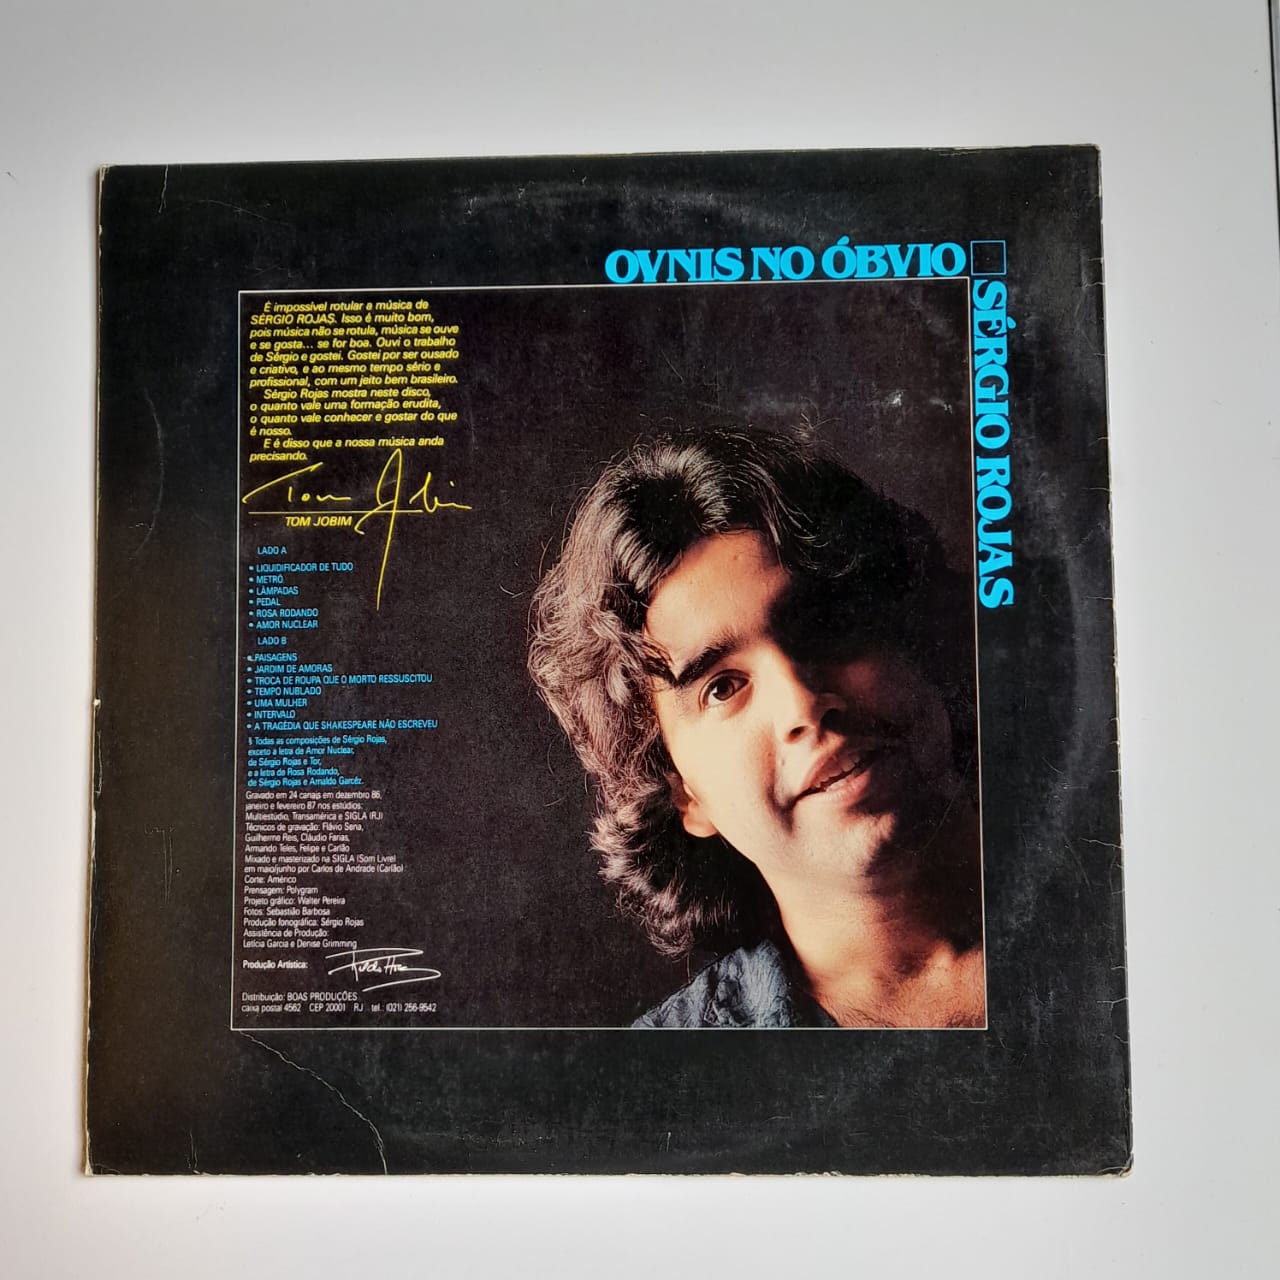 OVNIS NO ÓBVIO
SÉRGIO ROJAS
É impossível rotular a música de
SÉRGIO ROJAS. Isso é muito bom,
pois música não se rotula, música se ouve
e se gosta... se for boa. Ouvi o trabalho
de Sérgio e gostei. Gostei por ser ousado
e criativo, e ao mesmo tempo sério e
profissional, com um jeito bem brasileiro.
Sérgio Rojas mostra neste disco,
o quanto vale uma formação erudita,
o quanto vale conhecer e gostar do que
é nosso.
E é disso que a nossa música anda
precisando.
Tom Jobim
TOM JOBIM
LADO A
• LIQUIDIFICADOR DE TUDO
• METRÔ
• LÂMPADAS
• PEDAL
• ROSA RODANDO
• AMOR NUCLEAR
LADO B
• PAISAGENS
• JARDIM DE AMORAS
• TROCA DE ROUPA QUE O MORTO RESSUSCITOU
• TEMPO NUBLADO
• UMA MULHER
• INTERVALO
• A TRAGÉDIA QUE SHAKESPEARE NÃO ESCREVEU
§ Todas as composições de Sérgio Rojas,
exceto a letra de Amor Nuclear,
de Sérgio Rojas e Tor,
e a letra de Rosa Rodando,
de Sérgio Rojas e Arnaldo Garcéz.
Gravado em 24 canais em dezembro 86,
janeiro e fevereiro 87 nos estúdios:
Multiestúdio, Transamérica e SIGLA (RJ)
Técnicos de gravação: Flávio Sena,
Guilherme Reis, Cláudio Farias,
Armando Teles, Felipe e Carlão
Mixado e masterizado na SIGLA (Som Livre)
em maio/junho por Carlos de Andrade (Carlão)
Corte: Américo
Prensagem: Polygram
Projeto gráfico: Walter Pereira
Fotos: Sebastião Barbosa
Produção fonográfica: Sérgio Rojas
Assistência de Produção:
Letícia Garcia e Denise Grimming
Produção Artística:
Distribuição: BOAS PRODUÇÕES
caixa postal 4562 CEP 20001 RJ tel.: (021) 256-9542